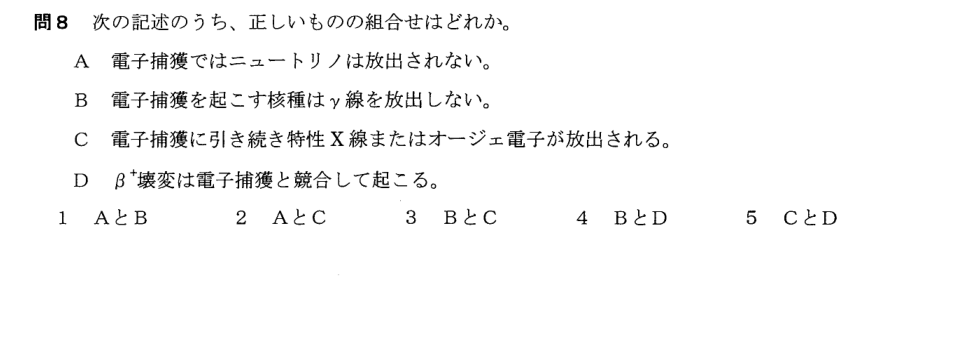 問8　次の記述のうち、正しいものの組合せはどれか。
A　電子捕獲ではニュートリノは放出されない。
B　電子捕獲を起こす核種はγ線を放出しない。
C　電子捕獲に引き続き特性X線またはオージェ電子が放出される。
D　β⁺壊変は電子捕獲と競合して起こる。
1　AとB　2　AとC　3　BとC　4　BとD　5　CとD